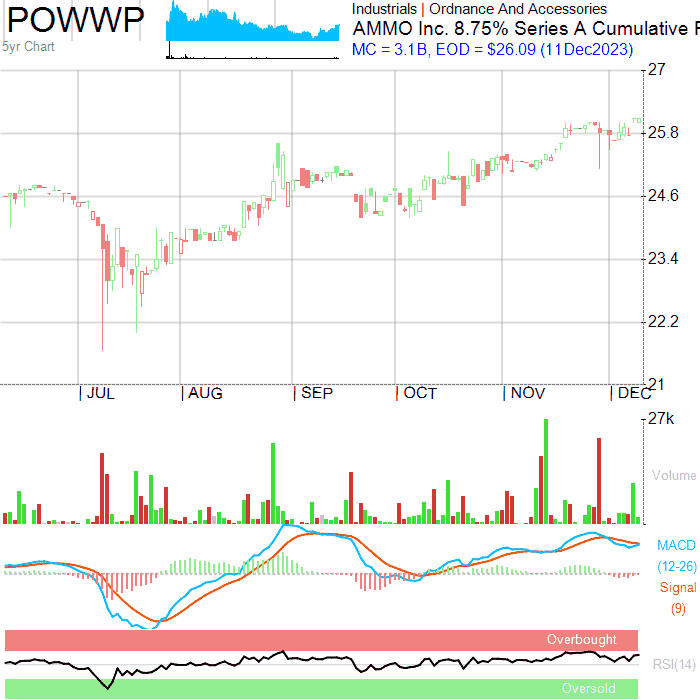 POWWP
5yr Chart
Industrials | Ordnance And Accessories
AMMO Inc. 8.75% Series A Cumulative
MC = 3.1B, EOD = $26.09 (11Dec2023)
27
25.8
24.6
23.4
22.2
21
JUL
AUG
SEP
OCT
NOV
DEC
27k
Volume
MACD
(12-26)
Signal
(9)
Overbought
RSI(14)
Oversold